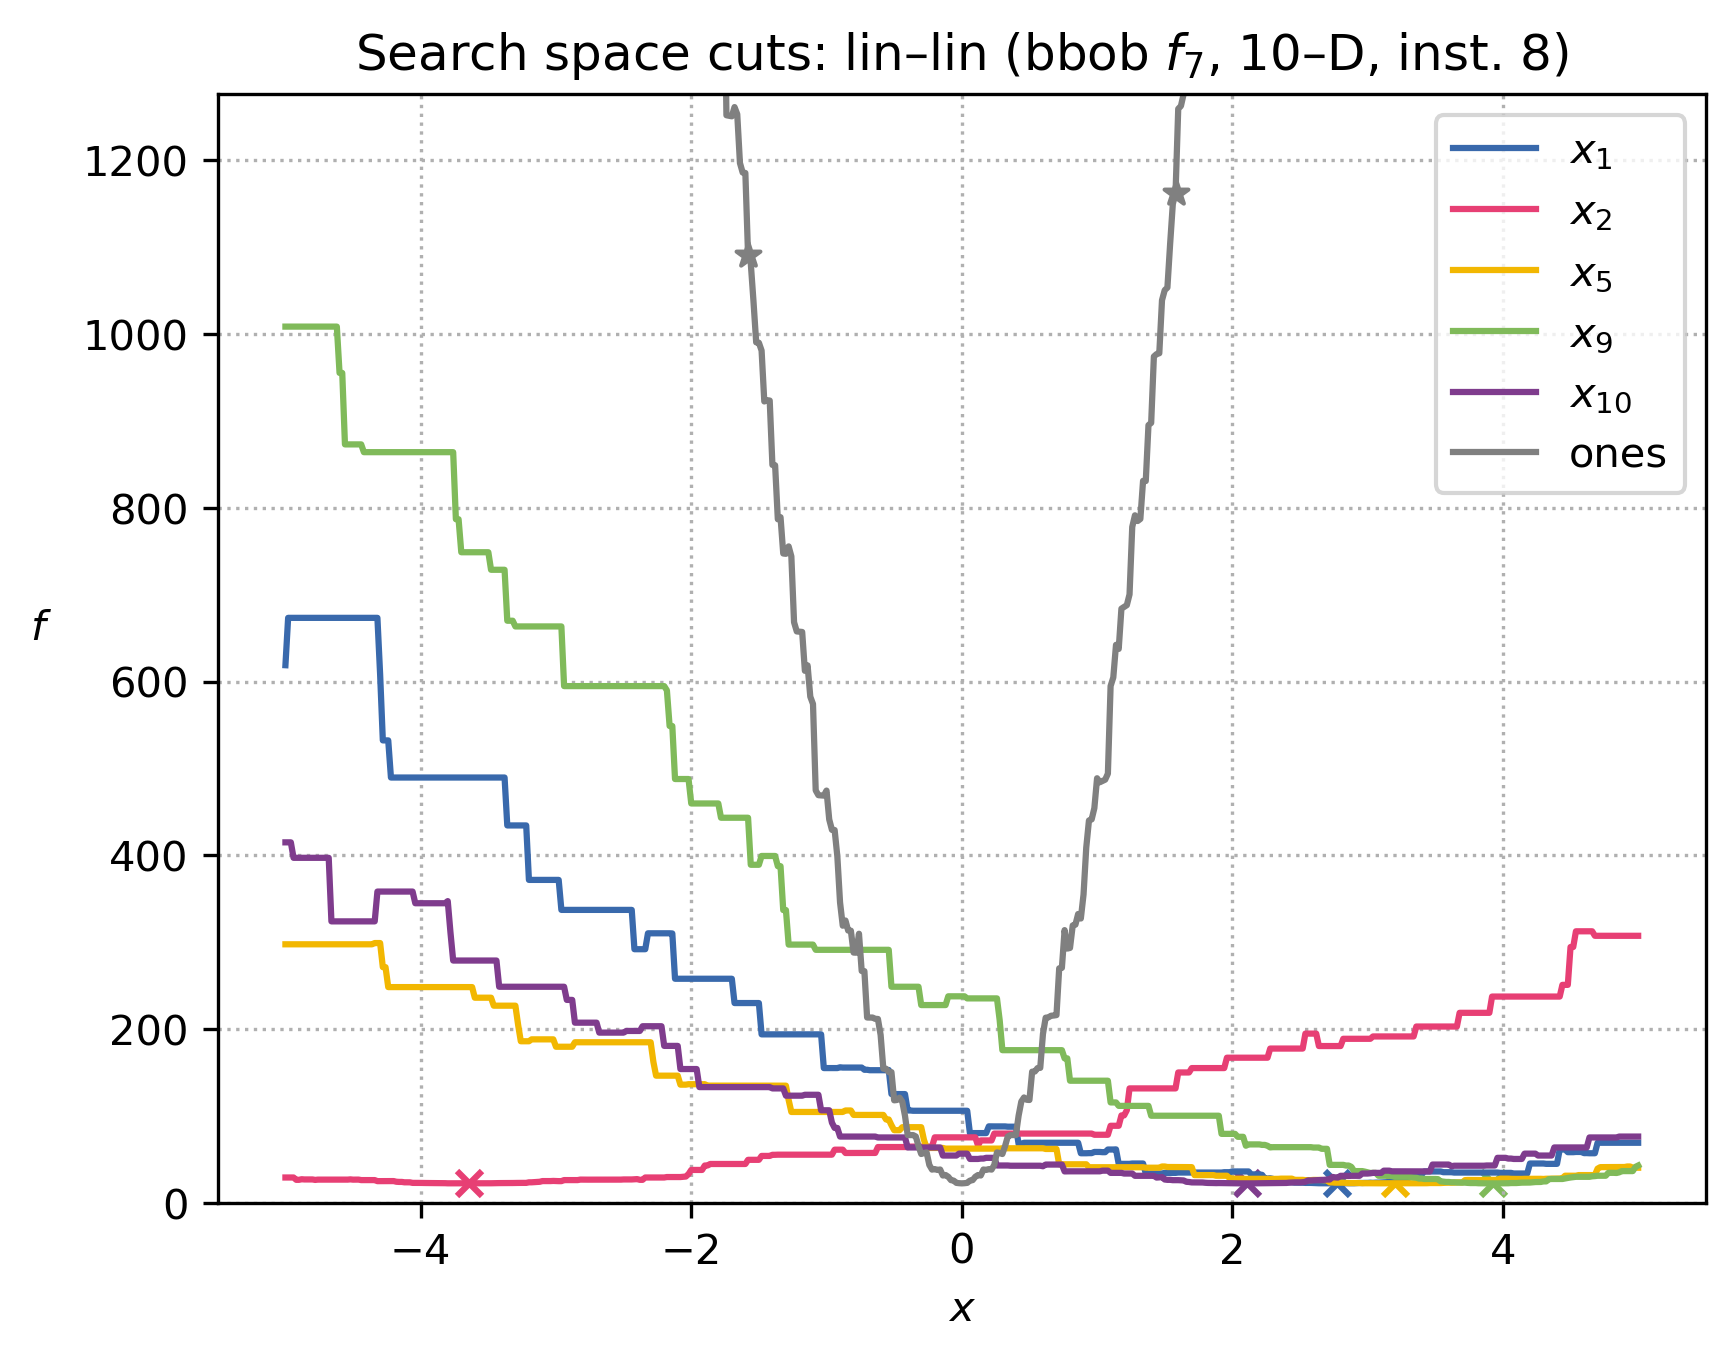 Search space cuts: lin–lin (bbob f₇, 10–D, inst. 8)
1200
1000
800
600
400
200
0
f
−4
−2
0
2
4
x
x₁
x₂
x₅
x₉
x₁₀
ones